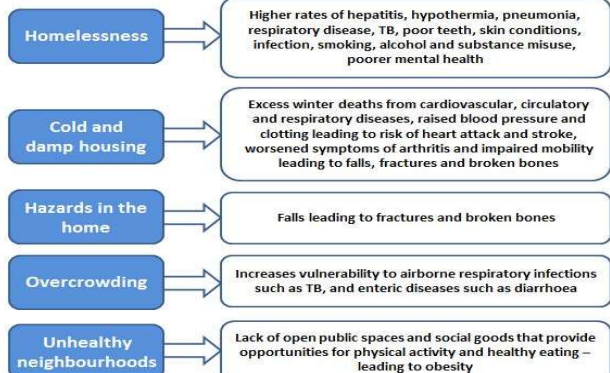 Homelessness
Higher rates of hepatitis, hypothermia, pneumonia,
respiratory disease, TB, poor teeth, skin conditions,
infection, smoking, alcohol and substance misuse,
poorer mental health
Cold and
damp housing
Excess winter deaths from cardiovascular, circulatory
and respiratory diseases, raised blood pressure and
clotting leading to risk of heart attack and stroke,
worsened symptoms of arthritis and impaired mobility
leading to falls, fractures and broken bones
Hazards in the
home
Falls leading to fractures and broken bones
Overcrowding
Increases vulnerability to airborne respiratory infections
such as TB, and enteric diseases such as diarrhoea
Unhealthy
neighbourhoods
Lack of open public spaces and social goods that provide
opportunities for physical activity and healthy eating –
leading to obesity